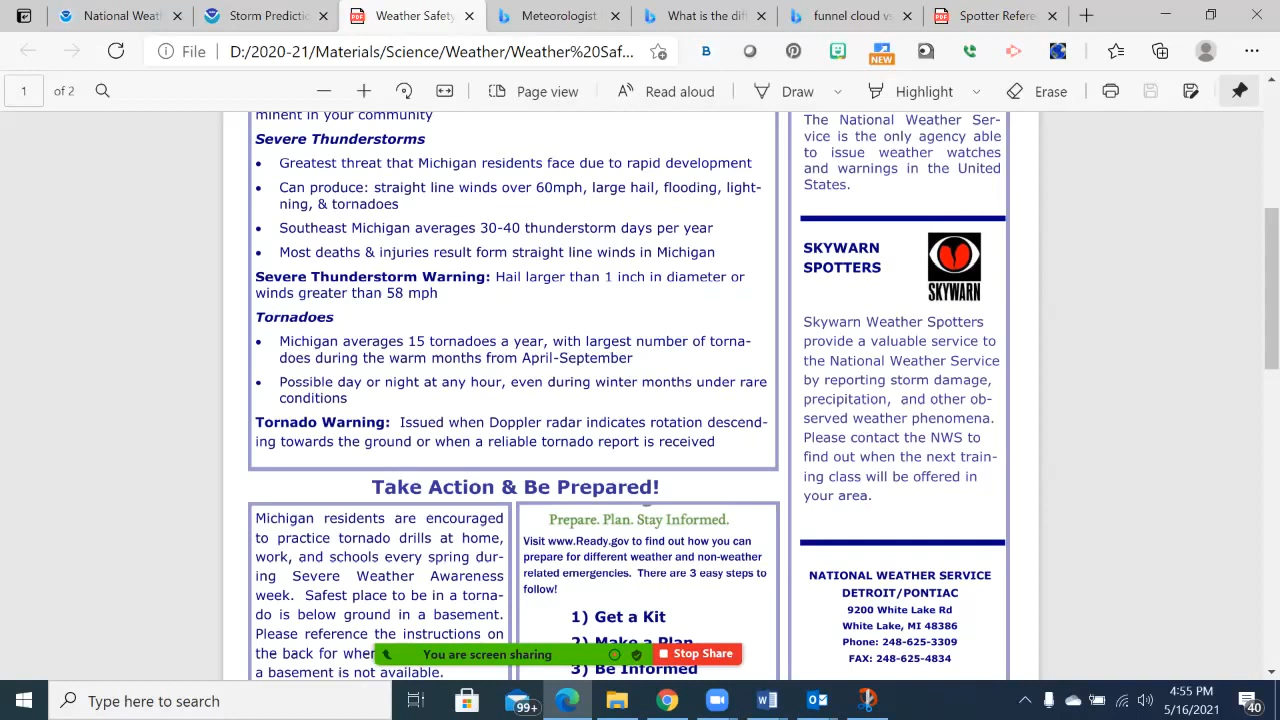 Weather Safety
Meteorologist
What is the diff
funnel cloud vs
Spotter Refere
File
D:/2020-21/Materials/Science/Weather/Weather%20Saf...
NEW
1
of 2
Page view
Read aloud
Draw
Highlight
Erase
minent in your community
Severe Thunderstorms
• Greatest threat that Michigan residents face due to rapid development
• Can produce: straight line winds over 60mph, large hail, flooding, light-
ning, & tornadoes
• Southeast Michigan averages 30-40 thunderstorm days per year
• Most deaths & injuries result form straight line winds in Michigan
Severe Thunderstorm Warning: Hail larger than 1 inch in diameter or
winds greater than 58 mph
Tornadoes
• Michigan averages 15 tornadoes a year, with largest number of torna-
does during the warm months from April-September
• Possible day or night at any hour, even during winter months under rare
conditions
Tornado Warning: Issued when Doppler radar indicates rotation descend-
ing towards the ground or when a reliable tornado report is received
Take Action & Be Prepared!
Michigan residents are encouraged
to practice tornado drills at home,
work, and schools every spring dur-
ing Severe Weather Awareness
week. Safest place to be in a torna-
do is below ground in a basement.
Please reference the instructions on
the back for when
a basement is not available.
Prepare. Plan. Stay Informed.
Visit www.Ready.gov to find out how you can
prepare for different weather and non-weather
related emergencies. There are 3 easy steps to
follow!
1) Get a Kit
2) Make a Plan
3) Be Informed
The National Weather Ser-
vice is the only agency able
to issue weather watches
and warnings in the United
States.
SKYWARN
SPOTTERS
SKYWARN
Skywarn Weather Spotters
provide a valuable service to
the National Weather Service
by reporting storm damage,
precipitation, and other ob-
served weather phenomena.
Please contact the NWS to
find out when the next train-
ing class will be offered in
your area.
NATIONAL WEATHER SERVICE
DETROIT/PONTIAC
9200 White Lake Rd
White Lake, MI 48386
Phone: 248-625-3309
FAX: 248-625-4834
You are screen sharing
Stop Share
Type here to search
99+
4:55 PM
5/16/2021
40